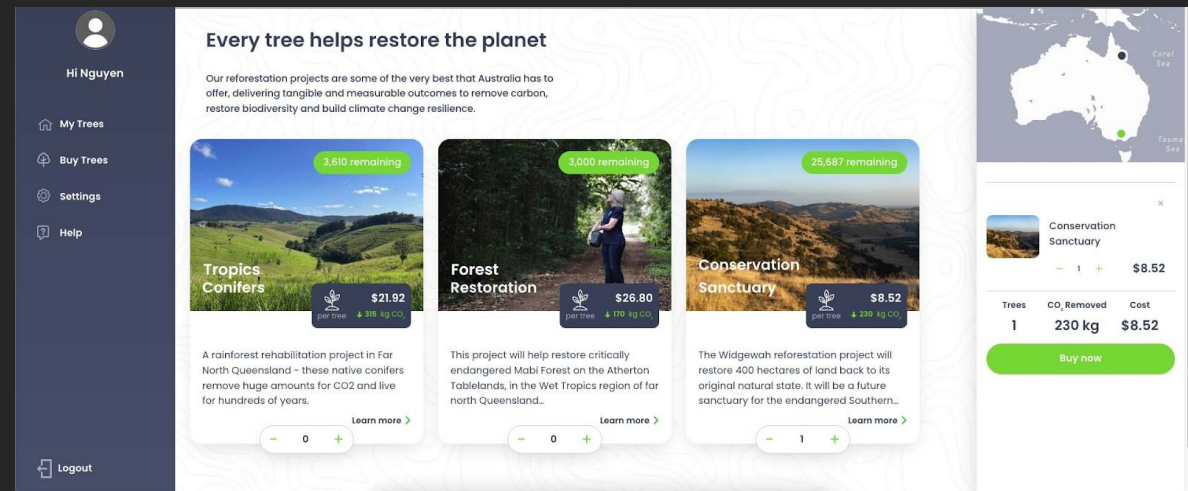 Hi Nguyen
My Trees
Buy Trees
Settings
Help
Logout
Every tree helps restore the planet
Our reforestation projects are some of the very best that Australia has to
offer, delivering tangible and measurable outcomes to remove carbon,
restore biodiversity and build climate change resilience.
3,610 remaining
Tropics
Conifers
$21.92
per tree
315 kg CO₂
A rainforest rehabilitation project in Far
North Queensland - these native conifers
remove huge amounts for CO2 and live
for hundreds of years.
Learn more
- 0 +
3,000 remaining
Forest
Restoration
$26.80
per tree
170 kg CO₂
This project will help restore critically
endangered Mabi Forest on the Atherton
Tablelands, in the Wet Tropics region of far
north Queensland...
Learn more
- 0 +
25,687 remaining
Conservation
Sanctuary
$8.52
per tree
230 kg CO₂
The Widgewah reforestation project will
restore 400 hectares of land back to its
original natural state. It will be a future
sanctuary for the endangered Southern...
Learn more
- 1 +
Coral
Sea
Tasma
Sea
×
Conservation
Sanctuary
- 1 + $8.52
Trees CO₂ Removed Cost
1 230 kg $8.52
Buy now